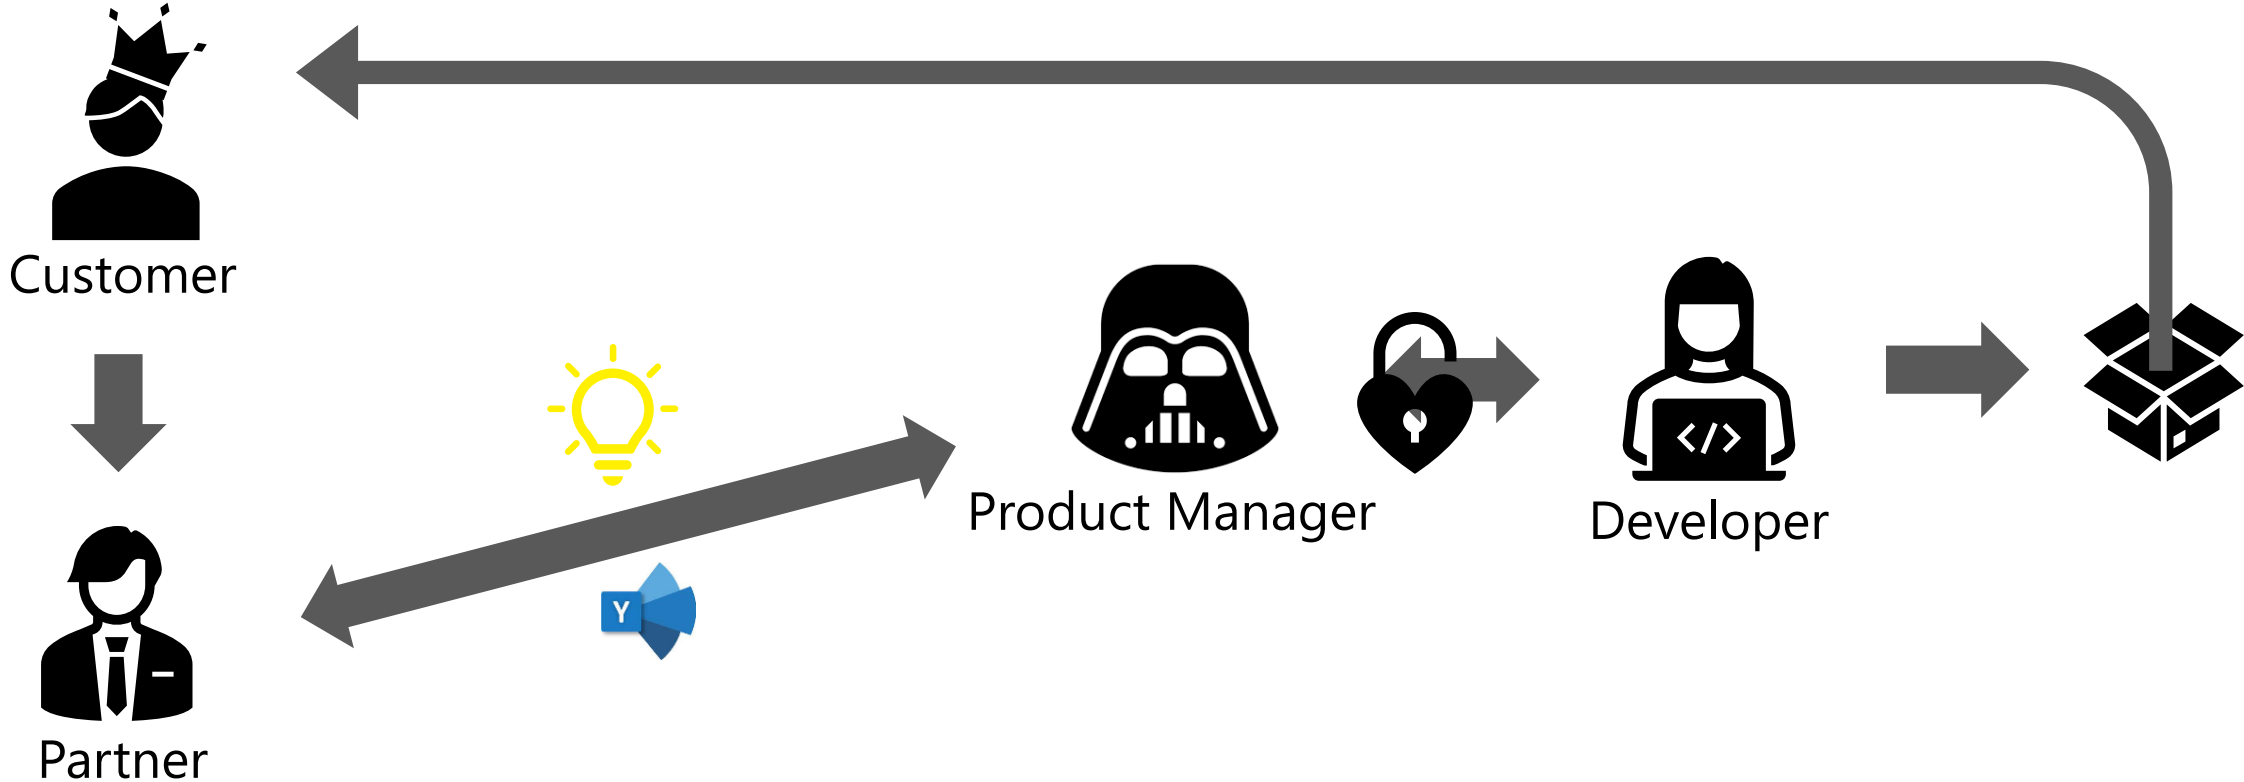 Customer
Product Manager
</>
Developer
Y
Partner